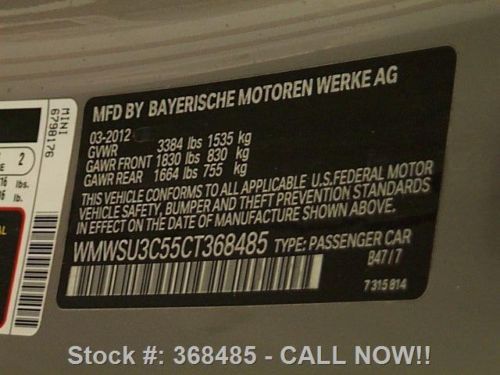 MFD BY BAYERISCHE MOTOREN WERKE AG
03-2012
GVWR 3384 lbs 1535 kg
GAWR FRONT 1830 lbs 830 kg
GAWR REAR 1664 lbs 755 kg
THIS VEHICLE CONFORMS TO ALL APPLICABLE U.S.FEDERAL MOTOR
VEHICLE SAFETY, BUMPER AND THEFT PREVENTION STANDARDS
IN EFFECT ON THE DATE OF MANUFACTURE SHOWN ABOVE.
WMWSU3C55CT368485 TYPE: PASSENGER CAR
B47 / 7
7 315 814
MINI
6798176
2
lbs.
lbs.
Stock #: 368485 - CALL NOW!!